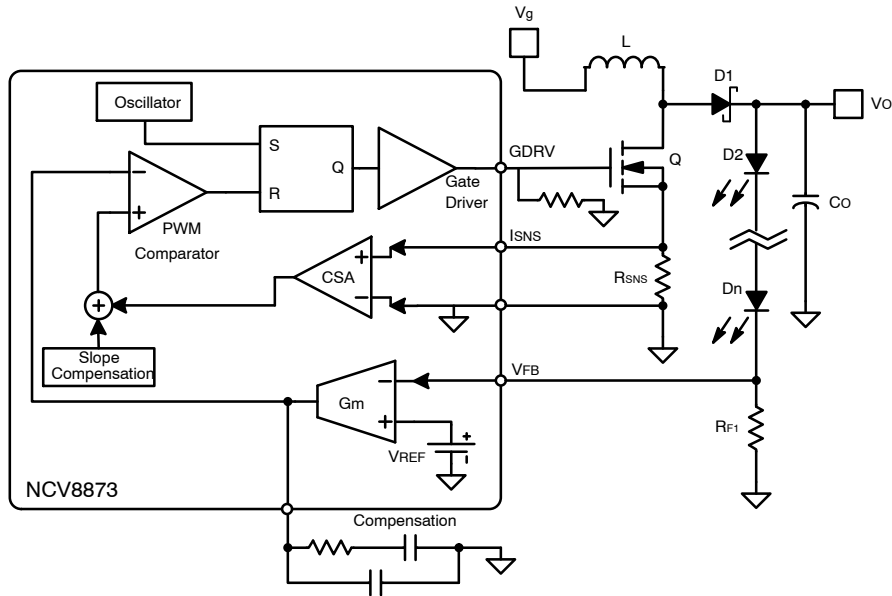 Vg
L
D1
VO
Oscillator
S
Q
R
GDRV
Gate
Driver
Q
D2
CO
PWM
Comparator
ISNS
CSA
RSNS
Dn
Slope
Compensation
VFB
Gm
VREF
RF1
NCV8873
Compensation